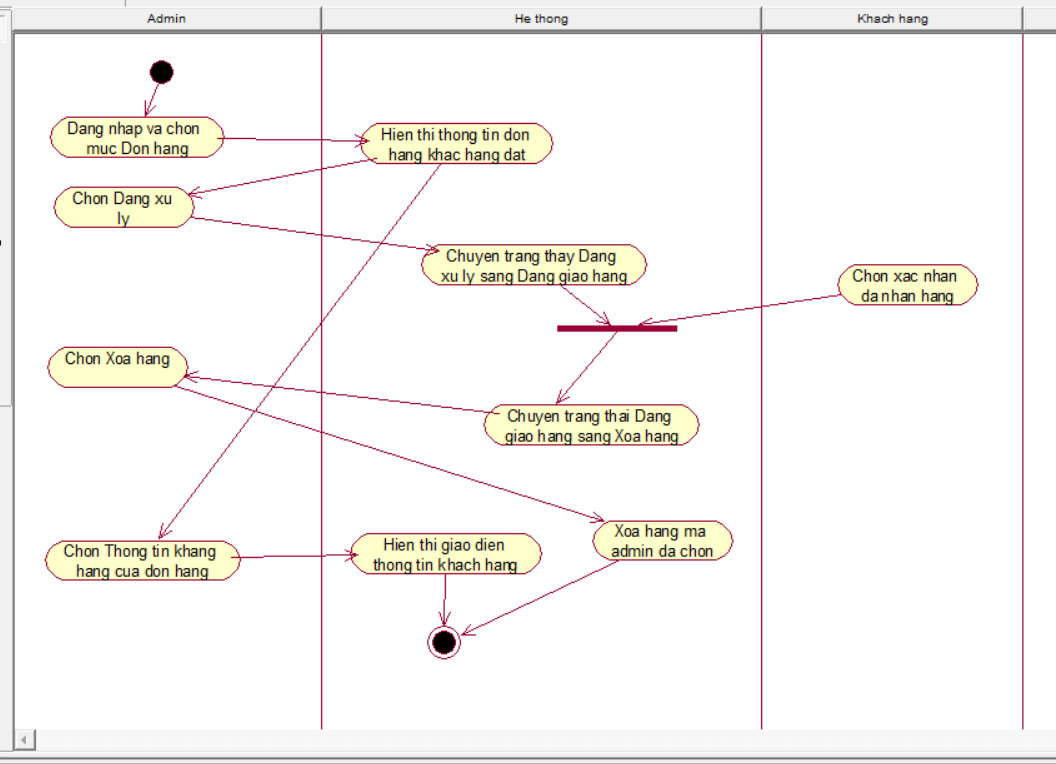 Admin
He thong
Khach hang
Dang nhap va chon
muc Don hang
Hien thi thong tin don
hang khac hang dat
Chon Dang xu
ly
Chuyen trang thay Dang
xu ly sang Dang giao hang
Chon xac nhan
da nhan hang
Chon Xoa hang
Chuyen trang thai Dang
giao hang sang Xoa hang
Chon Thong tin khang
hang cua don hang
Hien thi giao dien
thong tin khach hang
Xoa hang ma
admin da chon